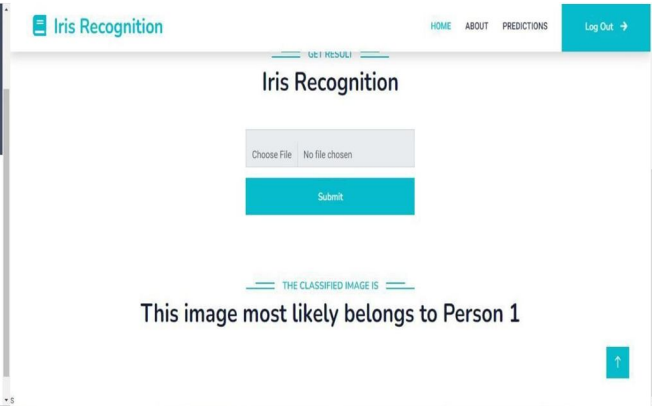 Iris Recognition
HOME ABOUT PREDICTIONS Log Out →
GET RESULT
Iris Recognition
Choose File No file chosen
Submit
THE CLASSIFIED IMAGE IS
This image most likely belongs to Person 1
↑
s